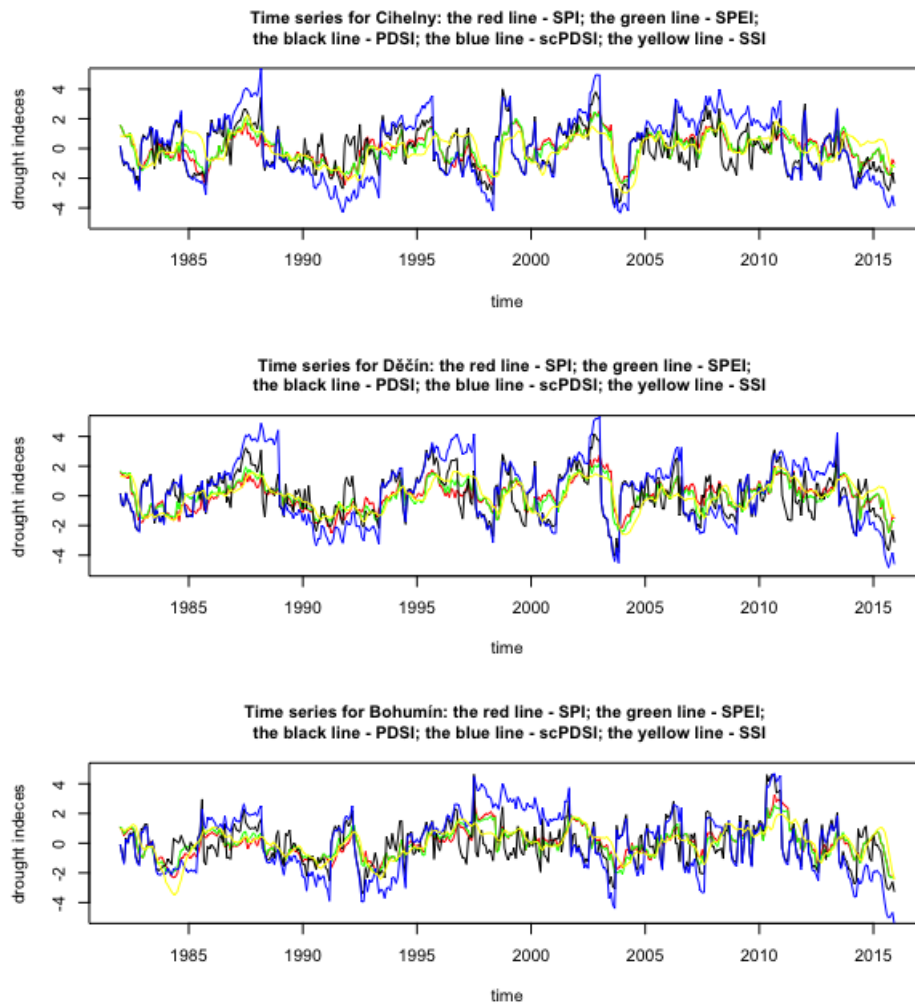 Time series for Cihelny: the red line - SPI; the green line - SPEI;
the black line - PDSI; the blue line - scPDSI; the yellow line - SSI
drought indeces
4
2
0
-2
-4
1985 1990 1995 2000 2005 2010 2015
time
Time series for Děčín: the red line - SPI; the green line - SPEI;
the black line - PDSI; the blue line - scPDSI; the yellow line - SSI
drought indeces
4
2
0
-2
-4
1985 1990 1995 2000 2005 2010 2015
time
Time series for Bohumín: the red line - SPI; the green line - SPEI;
the black line - PDSI; the blue line - scPDSI; the yellow line - SSI
drought indeces
4
2
0
-2
-4
1985 1990 1995 2000 2005 2010 2015
time